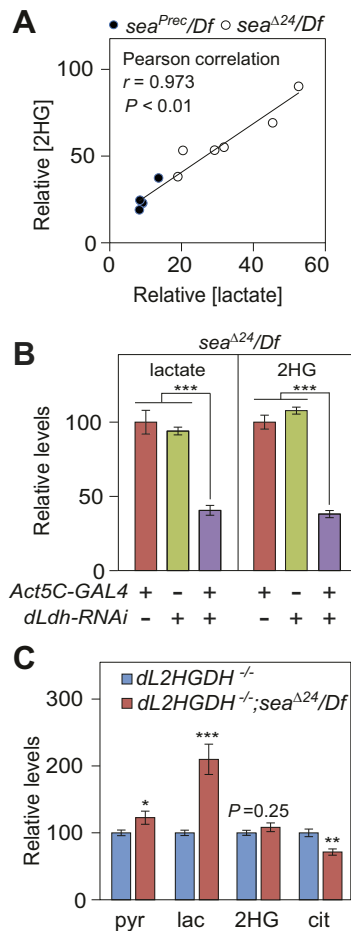 A
sea^Prec/Df sea^Δ24/Df
Pearson correlation
r = 0.973
P < 0.01
100
50
0
0 20 40 60
Relative [2HG]
Relative [lactate]
B
sea^Δ24/Df
lactate 2HG
*** ***
100
50
0
Relative levels
Act5C-GAL4 + - + + - +
dLdh-RNAi - + + - + +
C
dL2HGDH^-/-
dL2HGDH^-/-;sea^Δ24/Df
300
200
100
0
Relative levels
* *** P=0.25 **
pyr lac 2HG cit